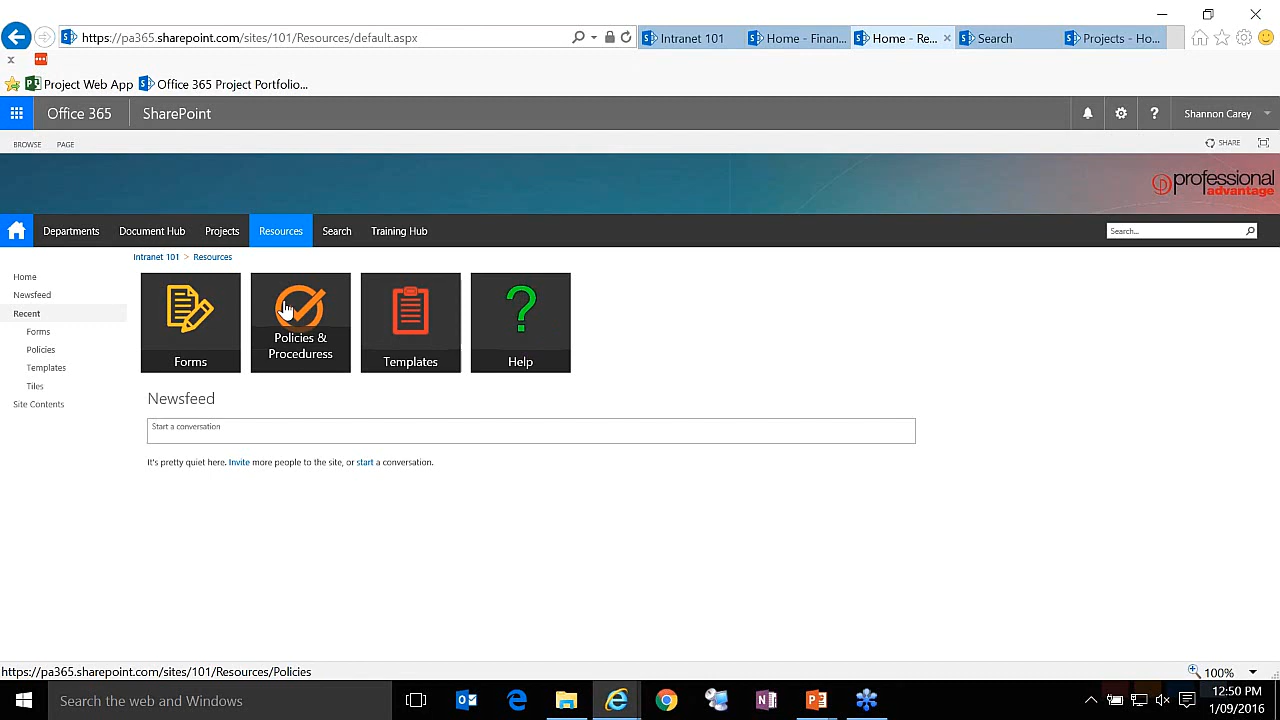 https://pa365.sharepoint.com/sites/101/Resources/default.aspx
Intranet 101
Home - Finan...
Home - Re...
Search
Projects - Ho...
x
Project Web App
Office 365 Project Portfolio...
Office 365
SharePoint
?
Shannon Carey
BROWSE
PAGE
SHARE
professional
advantage
Departments
Document Hub
Projects
Resources
Search
Training Hub
Search...
Intranet 101 > Resources
Home
Newsfeed
Recent
Forms
Policies
Templates
Tiles
Site Contents
Forms
Policies &
Proceduress
Templates
?
Help
Newsfeed
Start a conversation
It's pretty quiet here. Invite more people to the site, or start a conversation.
https://pa365.sharepoint.com/sites/101/Resources/Policies
100%
Search the web and Windows
12:50 PM
1/09/2016